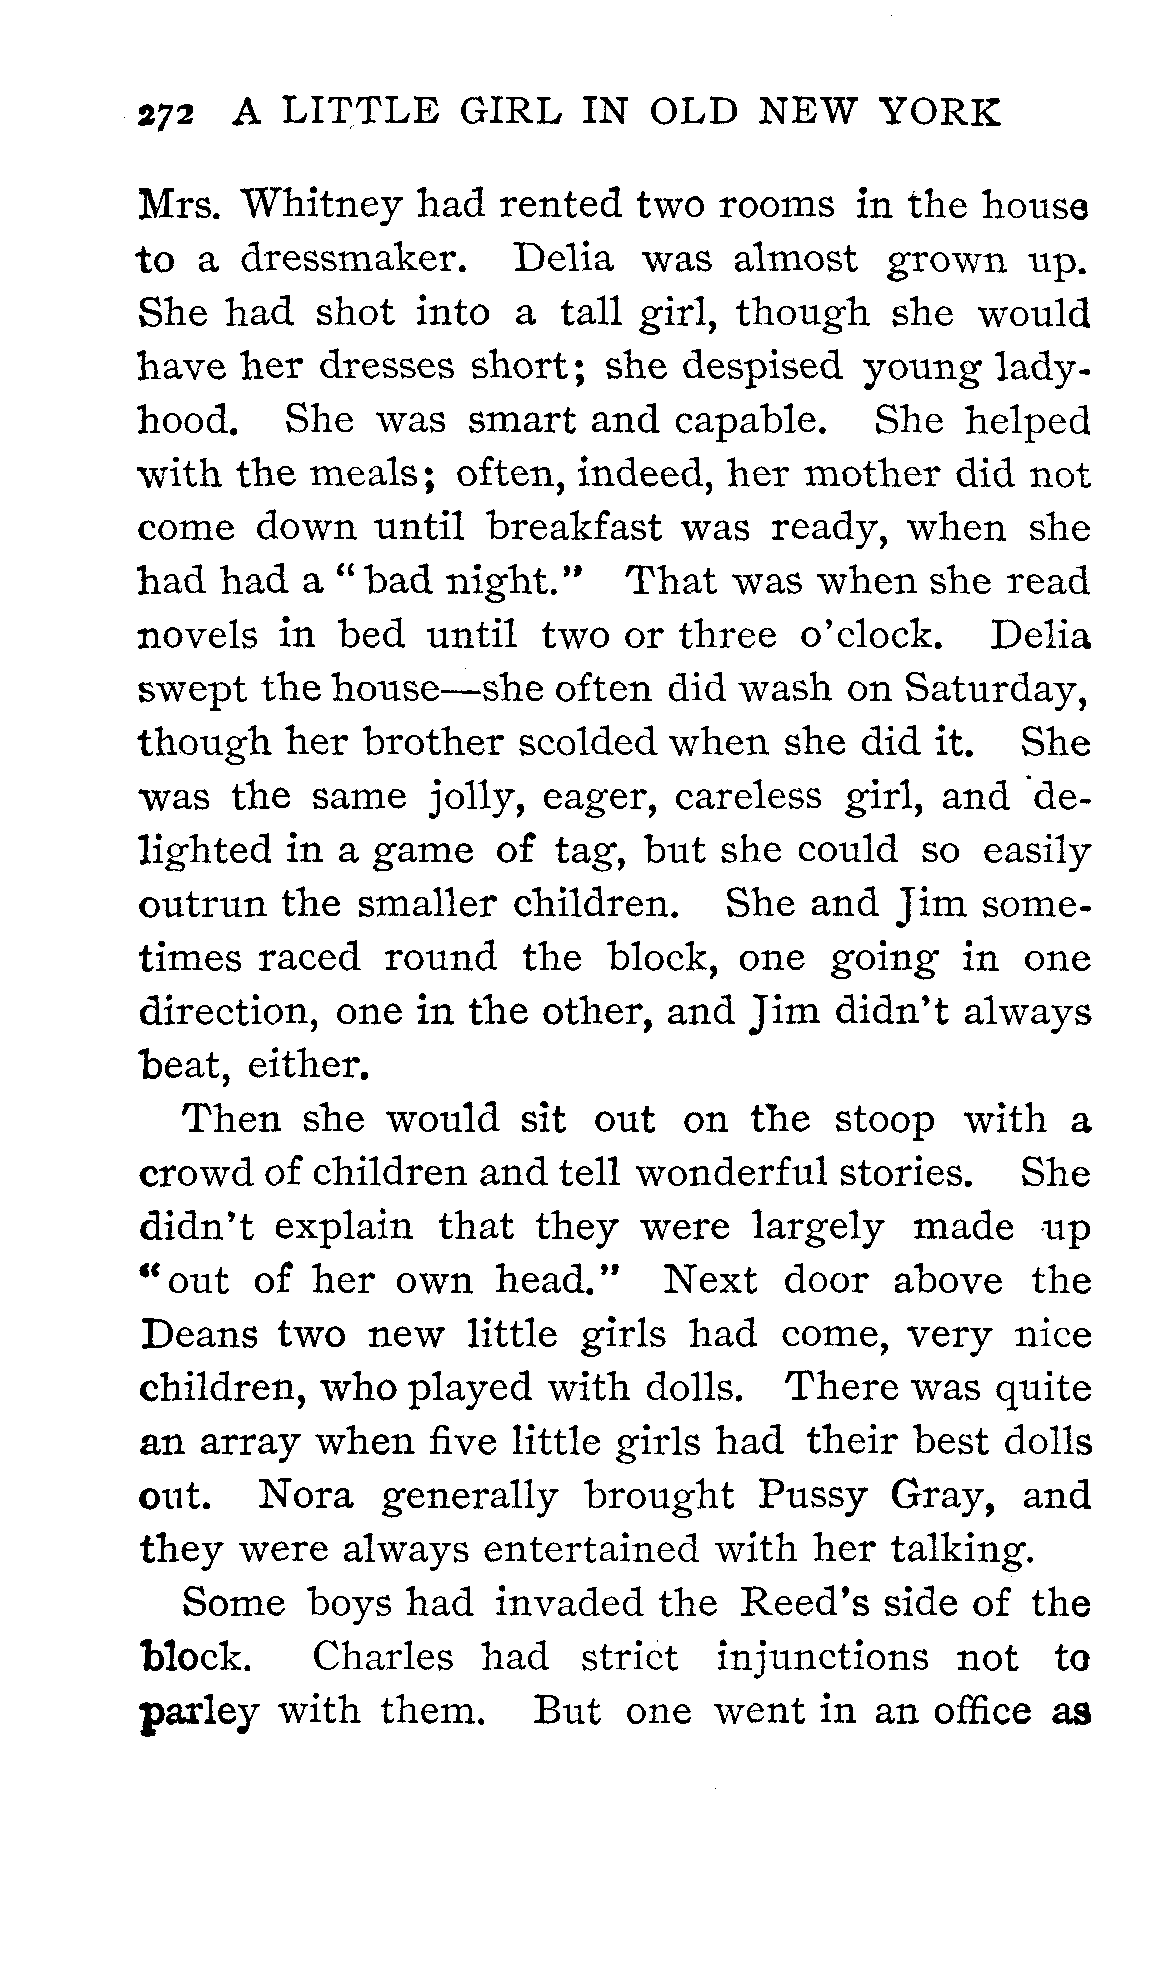 272 A LITTLE GIRL IN OLD NEW YORK
Mrs. Whitney had rented two rooms in the house
to a dressmaker. Delia was almost grown up.
She had shot into a tall girl, though she would
have her dresses short; she despised young lady-
hood. She was smart and capable. She helped
with the meals; often, indeed, her mother did not
come down until breakfast was ready, when she
had had a "bad night." That was when she read
novels in bed until two or three o'clock. Delia
swept the house—she often did wash on Saturday,
though her brother scolded when she did it. She
was the same jolly, eager, careless girl, and de-
lighted in a game of tag, but she could so easily
outrun the smaller children. She and Jim some-
times raced round the block, one going in one
direction, one in the other, and Jim didn't always
beat, either.
Then she would sit out on the stoop with a
crowd of children and tell wonderful stories. She
didn't explain that they were largely made up
"out of her own head." Next door above the
Deans two new little girls had come, very nice
children, who played with dolls. There was quite
an array when five little girls had their best dolls
out. Nora generally brought Pussy Gray, and
they were always entertained with her talking.
Some boys had invaded the Reed's side of the
block. Charles had strict injunctions not to
parley with them. But one went in an office as